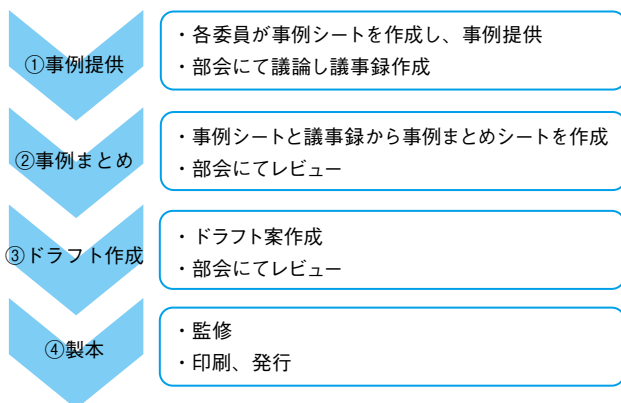 ①事例提供
・各委員が事例シートを作成し、事例提供
・部会にて議論し議事録作成
②事例まとめ
・事例シートと議事録から事例まとめシートを作成
・部会にてレビュー
③ドラフト作成
・ドラフト案作成
・部会にてレビュー
④製本
・監修
・印刷、発行